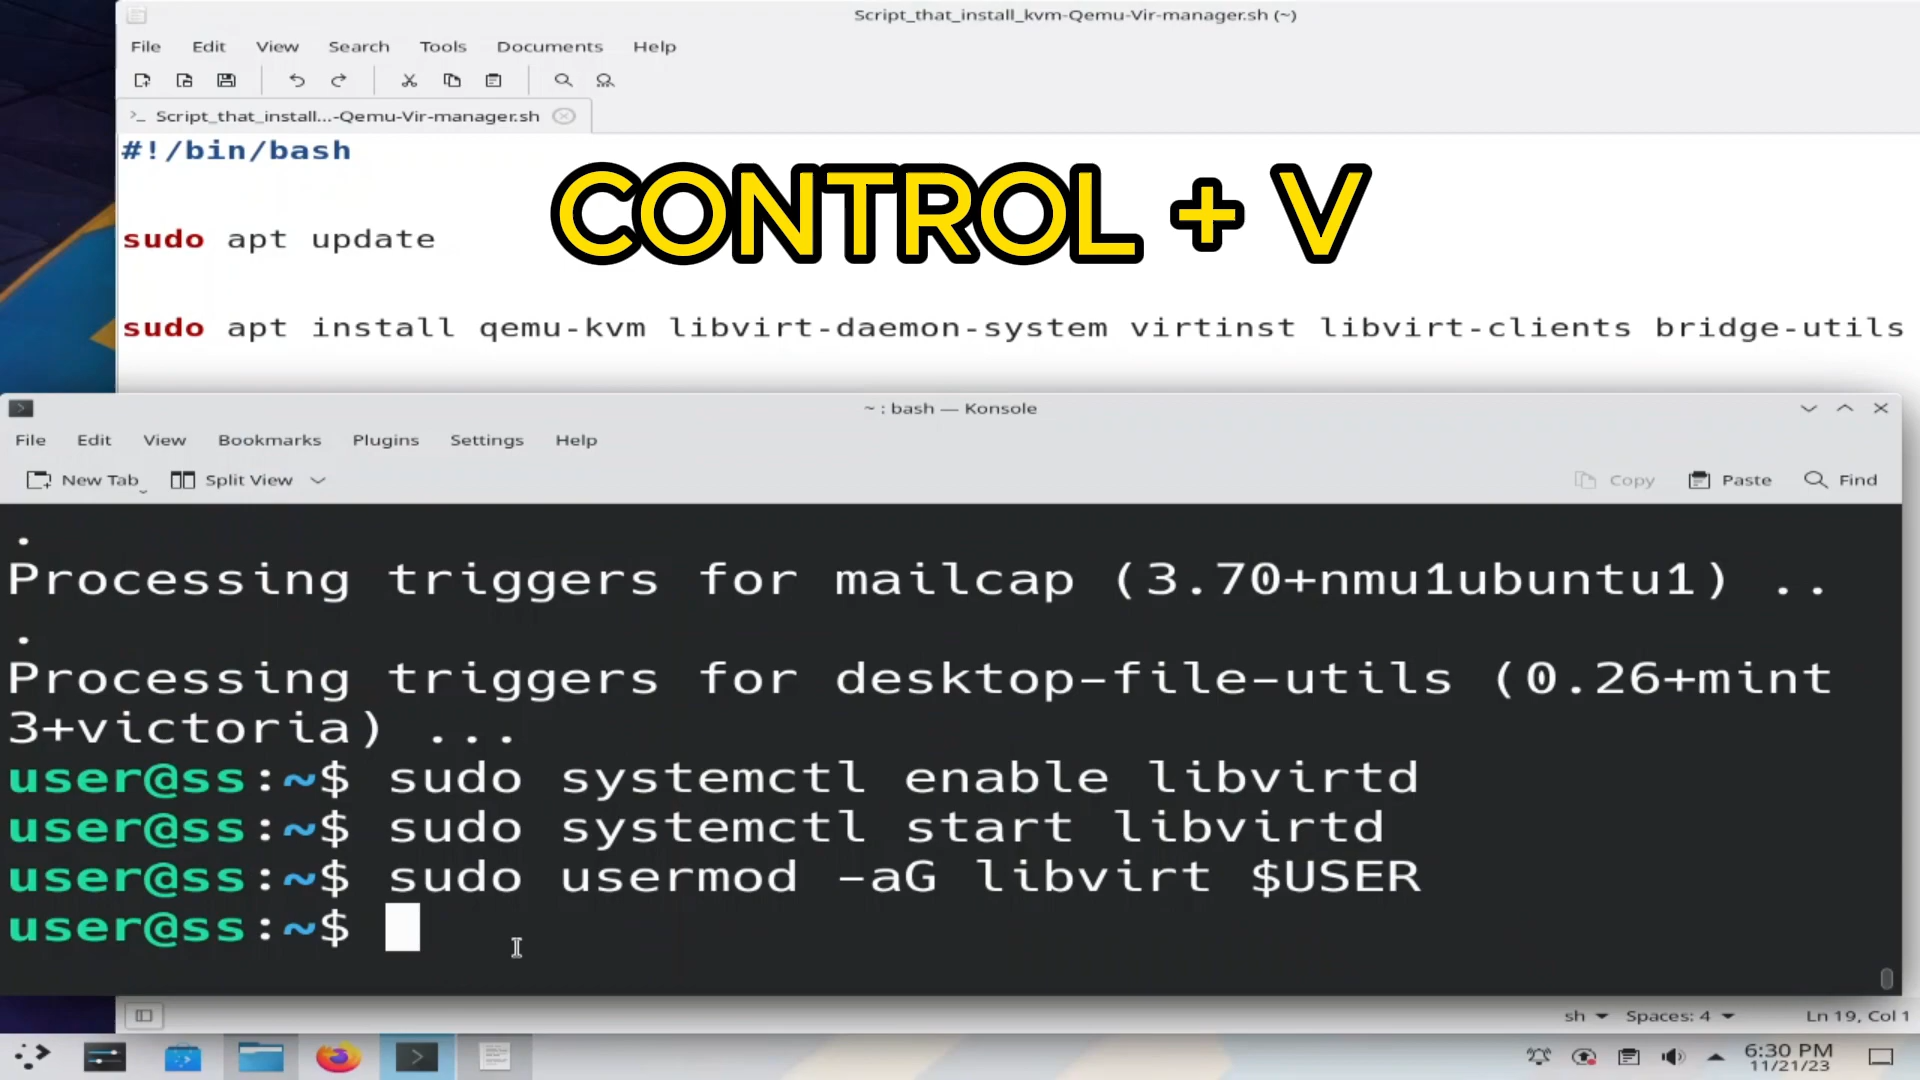 Script_that_install_kvm-Qemu-Vir-manager.sh (~)
File Edit View Search Tools Documents Help
Script_that_install...-Qemu-Vir-manager.sh
#!/bin/bash
CONTROL + V
sudo apt update
sudo apt install qemu-kvm libvirt-daemon-system virtinst libvirt-clients bridge-utils
~ : bash — Konsole
File Edit View Bookmarks Plugins Settings Help
New Tab Split View Copy Paste Find
.
Processing triggers for mailcap (3.70+nmu1ubuntu1) ..
.
Processing triggers for desktop-file-utils (0.26+mint
3+victoria) ...
user@ss:~$ sudo systemctl enable libvirtd
user@ss:~$ sudo systemctl start libvirtd
user@ss:~$ sudo usermod -aG libvirt $USER
user@ss:~$
sh Spaces: 4 Ln 19, Col 1
6:30 PM
11/21/23